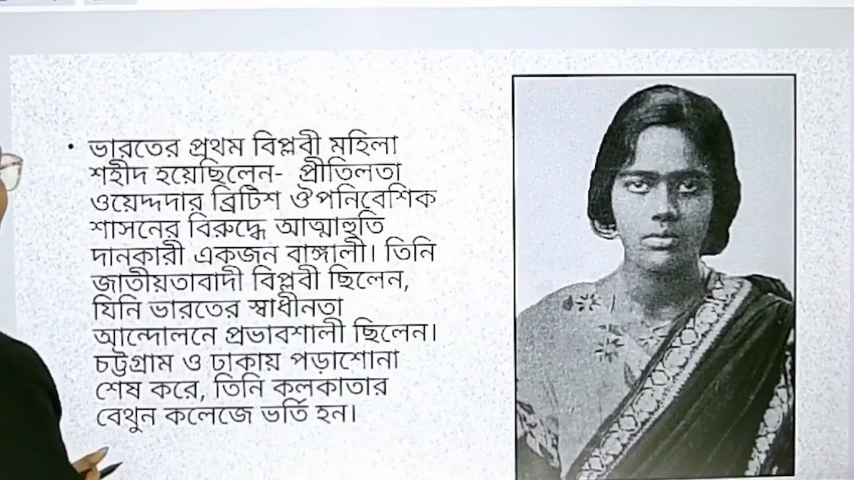 • ভারতের প্রথম বিপ্লবী মহিলা
শহীদ হয়েছিলেন- প্রীতিলতা
ওয়েদ্দদার ব্রিটিশ ঔপনিবেশিক
শাসনের বিরুদ্ধে আত্মাহুতি
দানকারী একজন বাঙ্গালী। তিনি
জাতীয়তাবাদী বিপ্লবী ছিলেন,
যিনি ভারতের স্বাধীনতা
আন্দোলনে প্রভাবশালী ছিলেন।
চট্টগ্রাম ও ঢাকায় পড়াশোনা
শেষ করে, তিনি কলকাতার
বেথুন কলেজে ভর্তি হন।